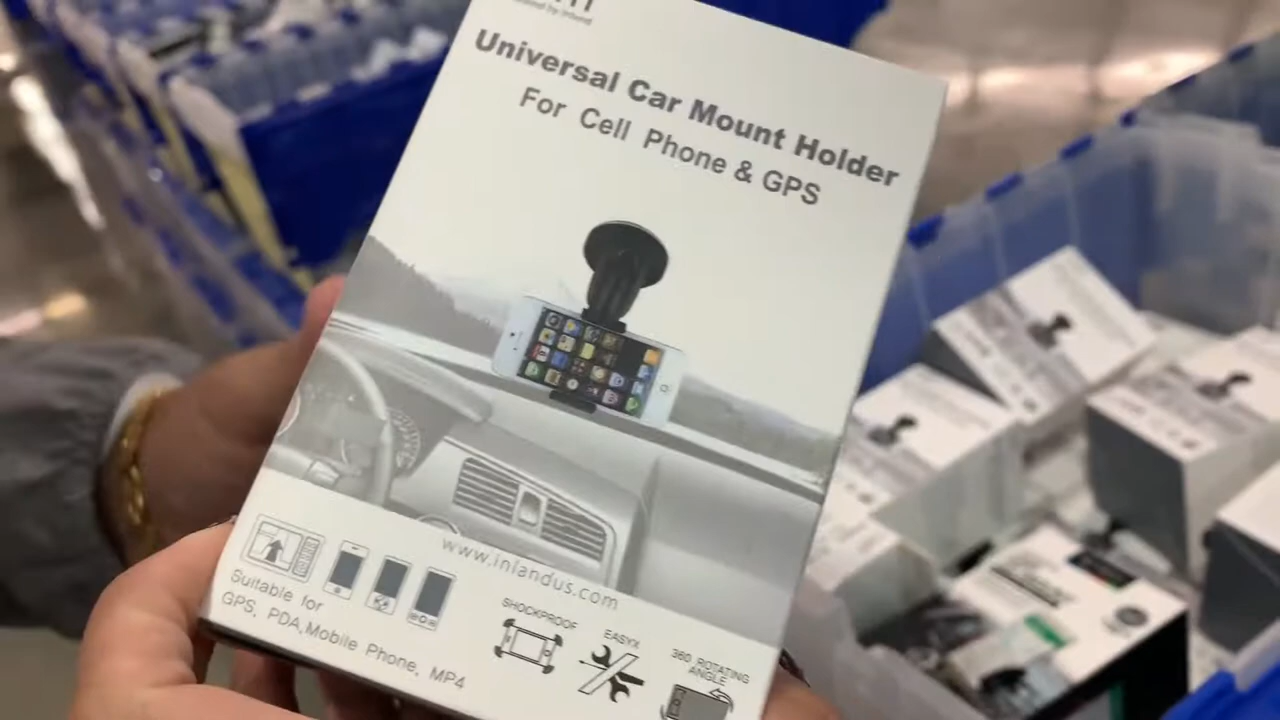 Universal Car Mount Holder
For Cell Phone & GPS
www.inlandus.com
Suitable for
GPS, PDA,Mobile Phone, MP4
SHOCKPROOF
EASYX
360 ROTATING
ANGLE